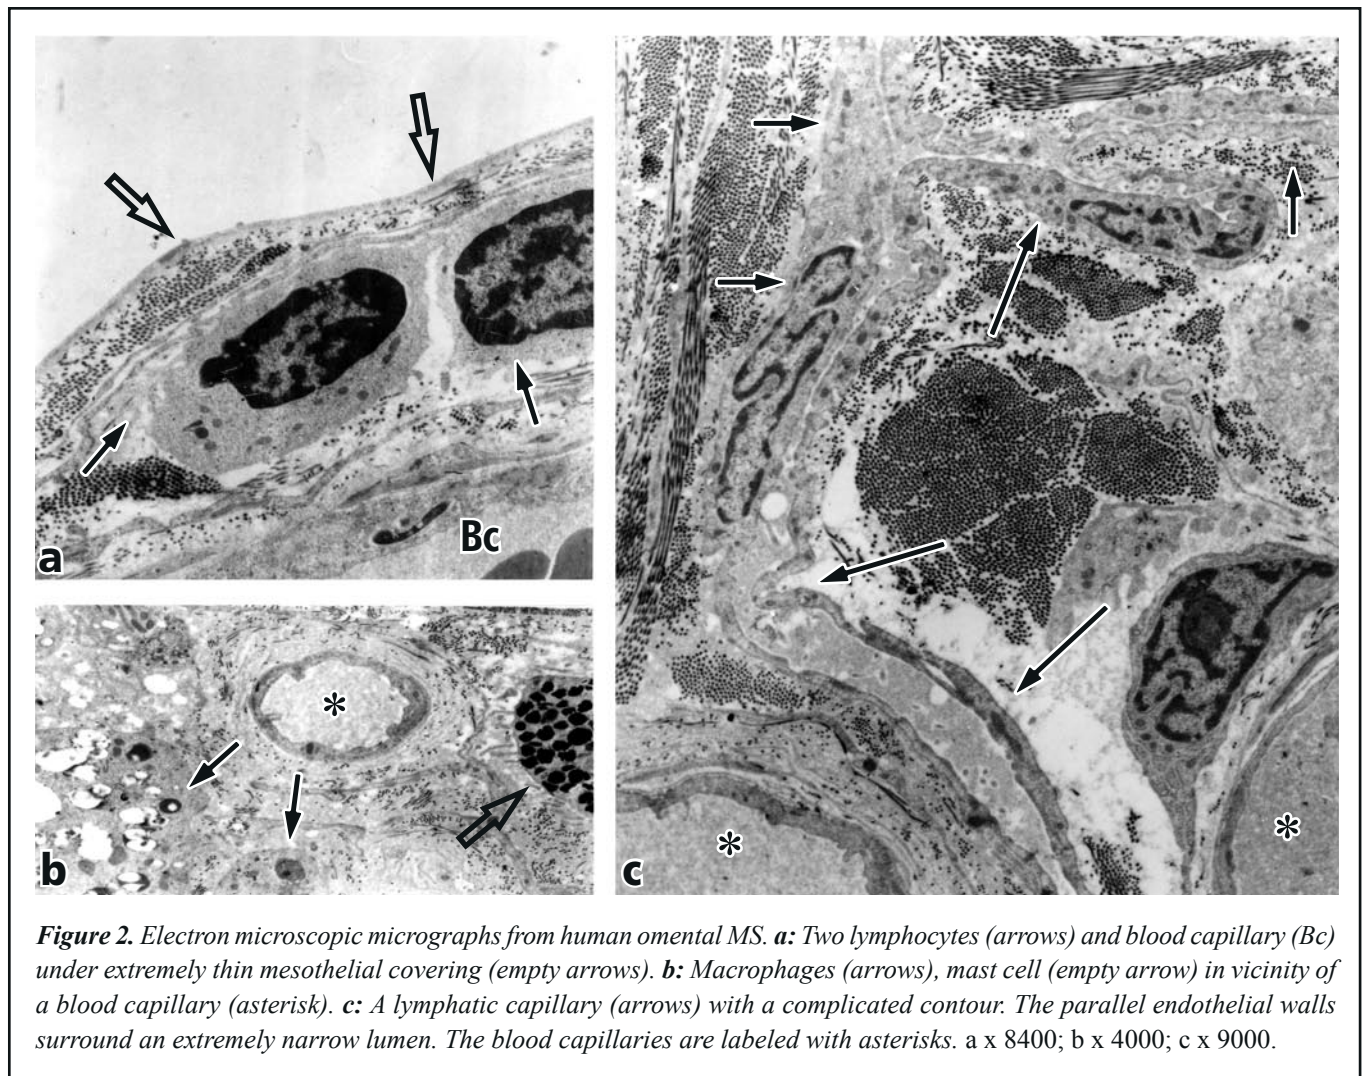 Bc
a
*
b
*
*
c
Figure 2. Electron microscopic micrographs from human omental MS. a: Two lymphocytes (arrows) and blood capillary (Bc)
under extremely thin mesothelial covering (empty arrows). b: Macrophages (arrows), mast cell (empty arrow) in vicinity of
a blood capillary (asterisk). c: A lymphatic capillary (arrows) with a complicated contour. The parallel endothelial walls
surround an extremely narrow lumen. The blood capillaries are labeled with asterisks. a x 8400; b x 4000; c x 9000.